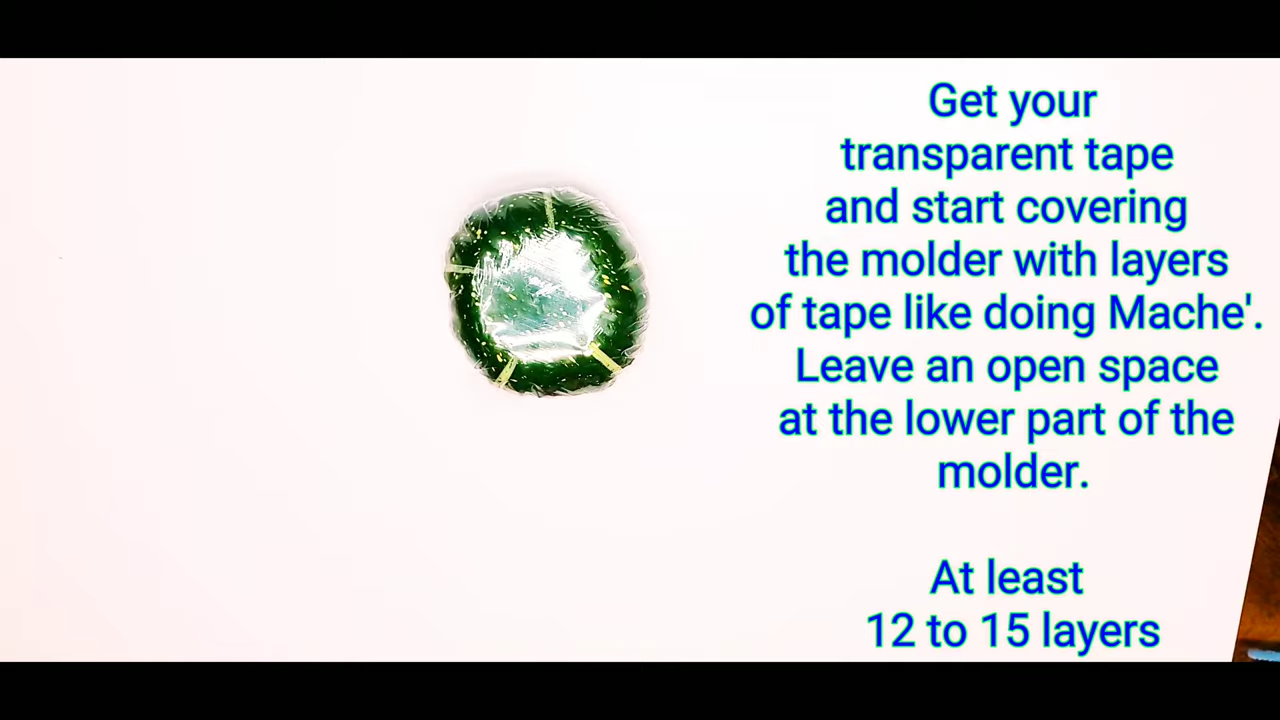 Get your
transparent tape
and start covering
the molder with layers
of tape like doing Mache'.
Leave an open space
at the lower part of the
molder.
At least
12 to 15 layers